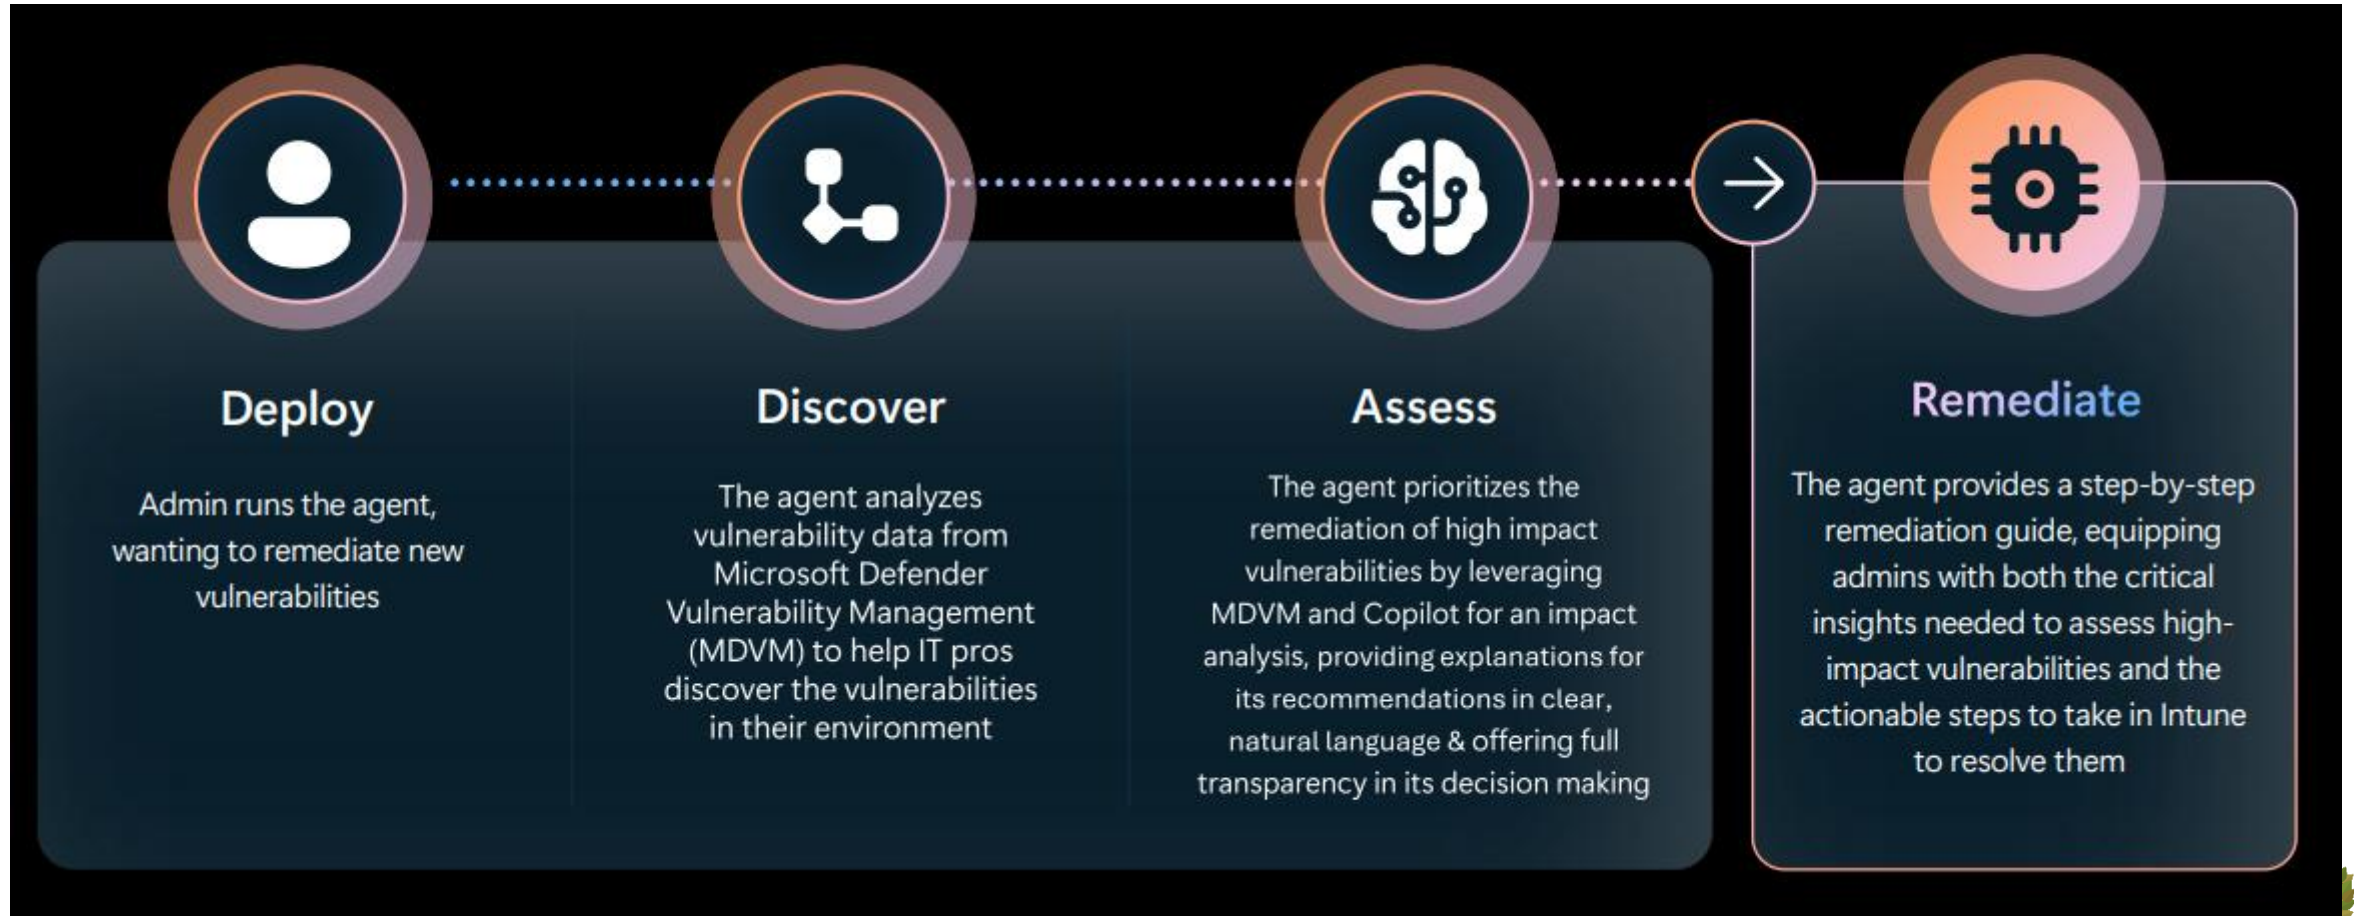 Deploy
Admin runs the agent,
wanting to remediate new
vulnerabilities
Discover
The agent analyzes
vulnerability data from
Microsoft Defender
Vulnerability Management
(MDVM) to help IT pros
discover the vulnerabilities
in their environment
Assess
The agent prioritizes the
remediation of high impact
vulnerabilities by leveraging
MDVM and Copilot for an impact
analysis, providing explanations for
its recommendations in clear,
natural language & offering full
transparency in its decision making
Remediate
The agent provides a step-by-step
remediation guide, equipping
admins with both the critical
insights needed to assess high-
impact vulnerabilities and the
actionable steps to take in Intune
to resolve them